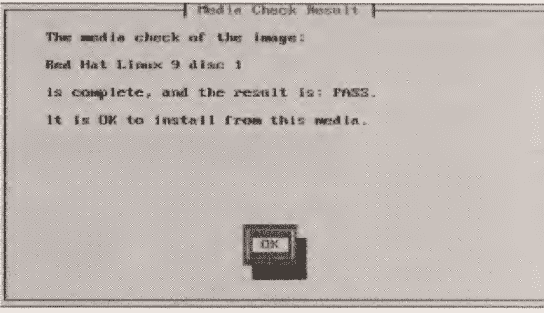 Media Check Result
The media check of the image:
Red Hat Linux 9 disc 1
is complete, and the result is: PASS.
It is OK to install from this media.
OK